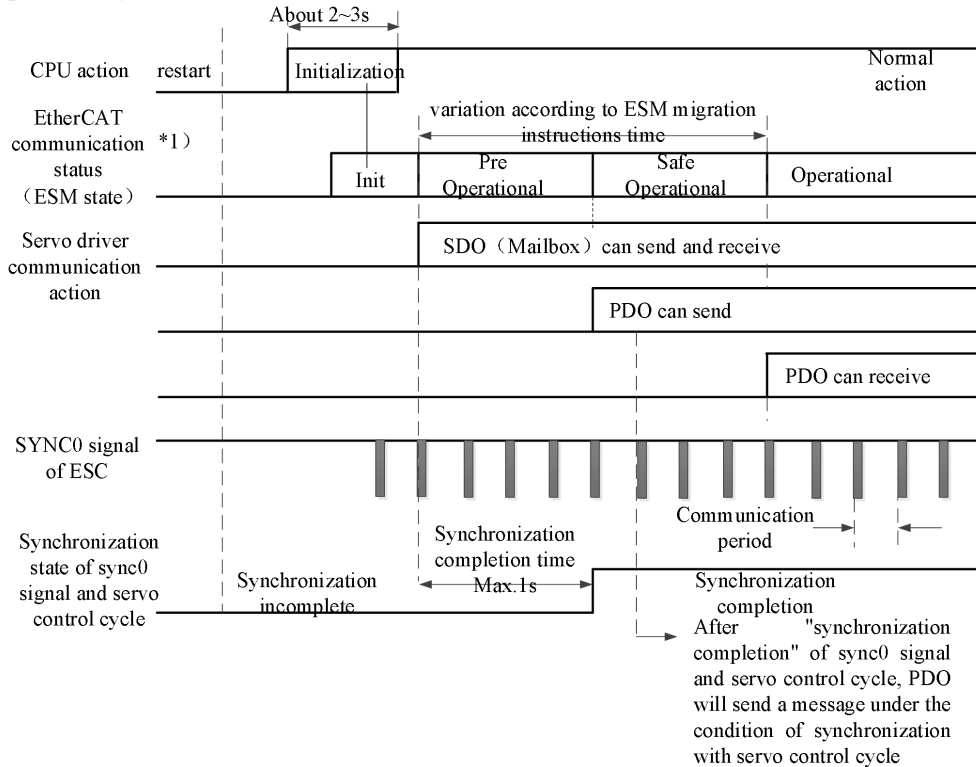 About 2~3s
CPU action
restart
Initialization
Normal
action
EtherCAT
communication
status
（ESM state）
*1）
variation according to ESM migration
instructions time
Init
Pre
Operational
Safe
Operational
Operational
Servo driver
communication
action
SDO（Mailbox）can send and receive
PDO can send
PDO can receive
SYNC0 signal
of ESC
Communication
period
Synchronization
state of sync0
signal and servo
control cycle
Synchronization
incomplete
Synchronization
completion time
Max.1s
Synchronization
completion
After "synchronization
completion" of sync0 signal
and servo control cycle, PDO
will send a message under the
condition of synchronization
with servo control cycle